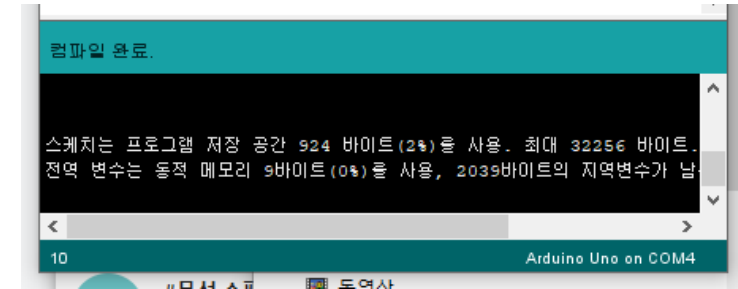 컴파일 완료.
스케치는 프로그램 저장 공간 924 바이트(2%)를 사용. 최대 32256 바이트.
전역 변수는 동적 메모리 9바이트(0%)를 사용, 2039바이트의 지역변수가 남
10
Arduino Uno on COM4
동영상